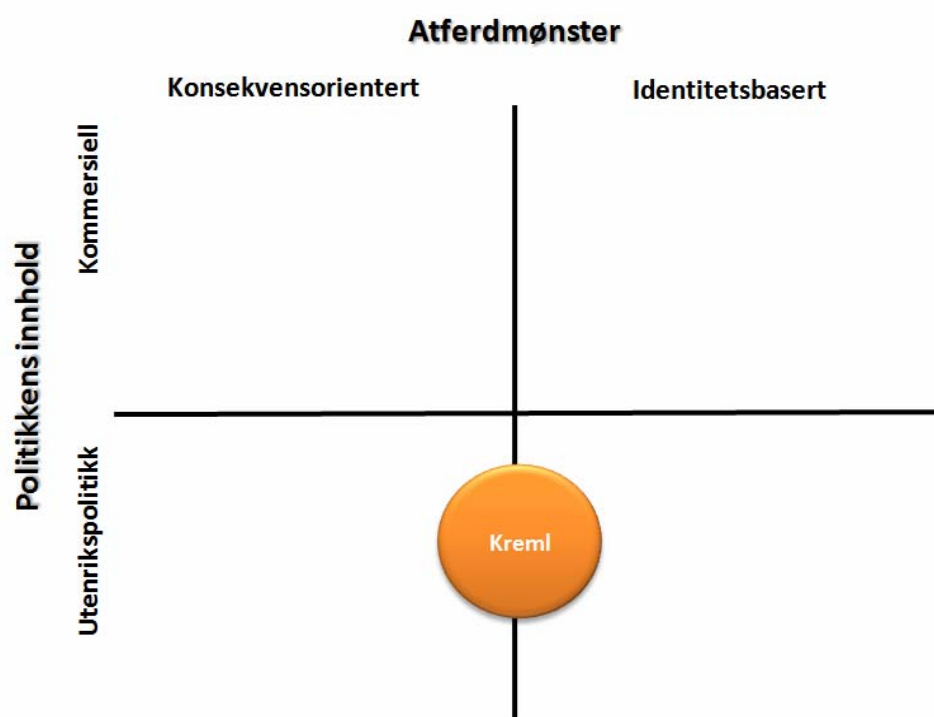 Atferdmønster
Konsekvensorientert
Identitetsbasert
Politikkens innhold
Kommersiell
Utenrikspolitikk
Kreml